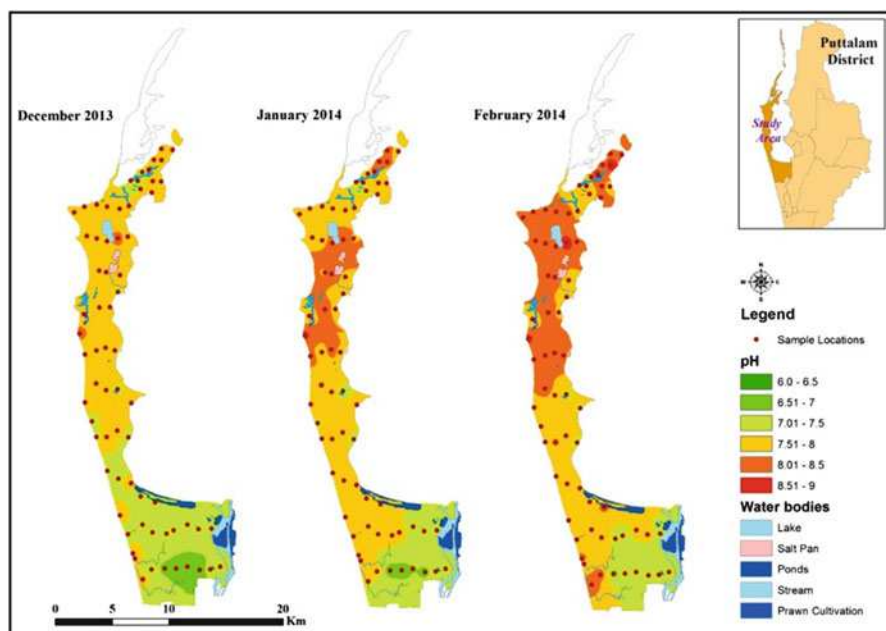 December 2013
January 2014
February 2014
Puttalam
District
Study
Area
N
W
E
S
Legend
Sample Locations
pH
6.0 - 6.5
6.51 - 7
7.01 - 7.5
7.51 - 8
8.01 - 8.5
8.51 - 9
Water bodies
Lake
Salt Pan
Ponds
Stream
Prawn Cultivation
0 5 10 20
Km